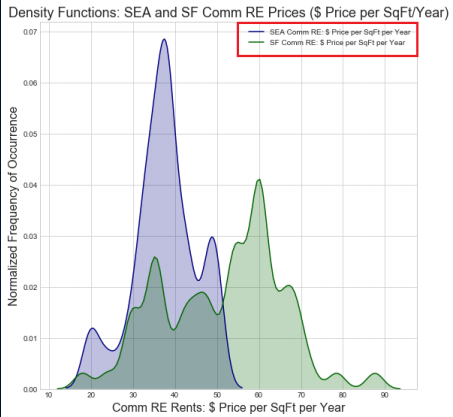 Density Functions: SEA and SF Comm RE Prices ($ Price per SqFt/Year)
SEA Comm RE: $ Price per SqFt per Year
SF Comm RE: $ Price per SqFt per Year
Normalized Frequency of Occurrence
0.07
0.06
0.05
0.04
0.03
0.02
0.01
0.00
10 20 30 40 50 60 70 80 90
Comm RE Rents: $ Price per SqFt per Year